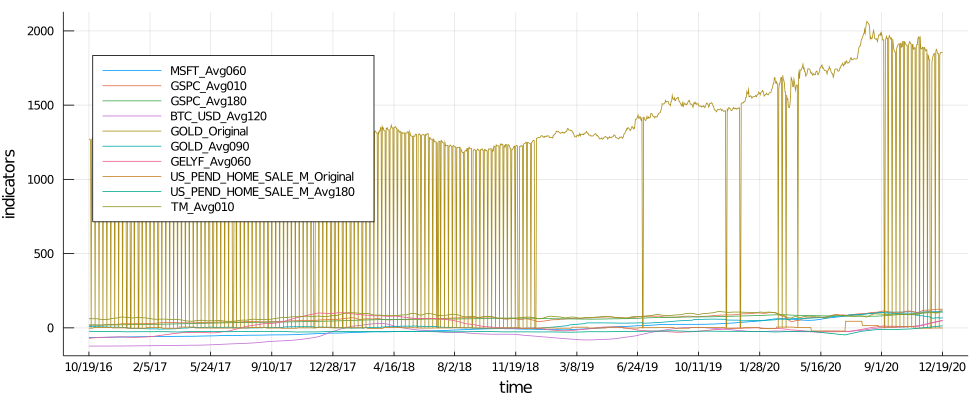 2000
1500
1000
500
0
indicators
MSFT_Avg060
GSPC_Avg010
GSPC_Avg180
BTC_USD_Avg120
GOLD_Original
GOLD_Avg090
GELYF_Avg060
US_PEND_HOME_SALE_M_Original
US_PEND_HOME_SALE_M_Avg180
TM_Avg010
10/19/16 2/5/17 5/24/17 9/10/17 12/28/17 4/16/18 8/2/18 11/19/18 3/8/19 6/24/19 10/11/19 1/28/20 5/16/20 9/1/20 12/19/20
time